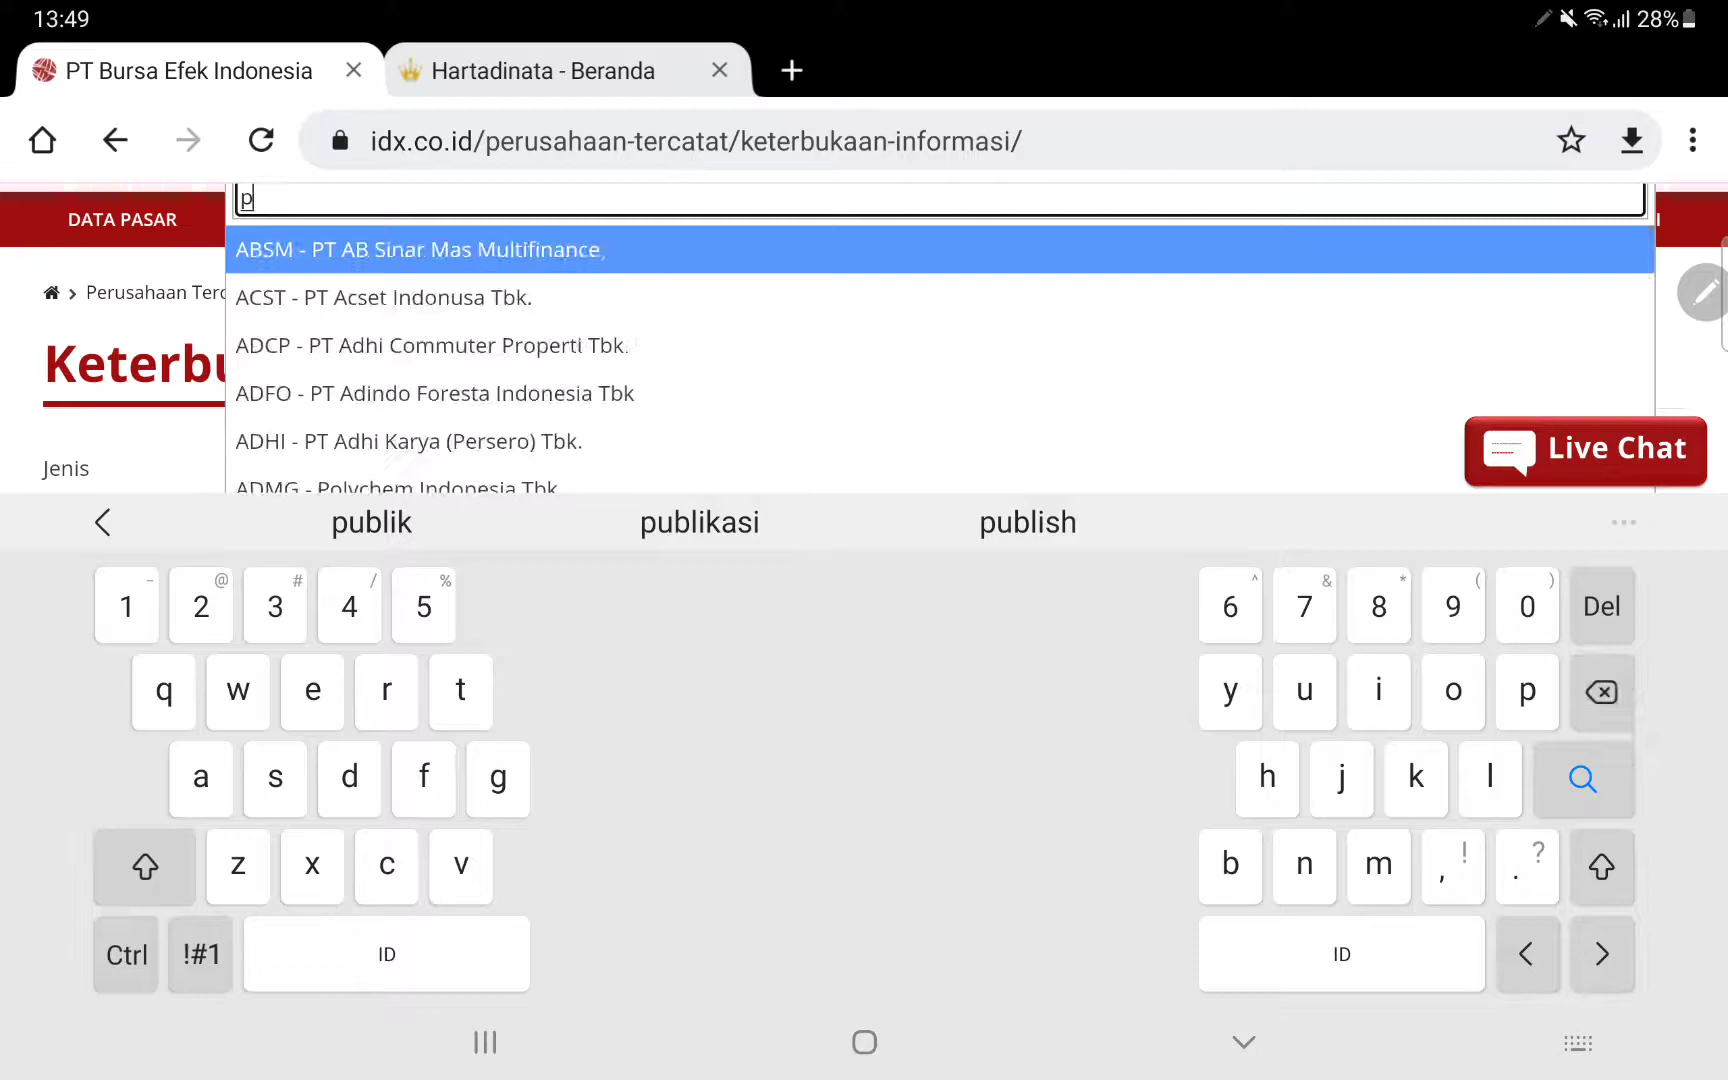 13:49
28%
PT Bursa Efek Indonesia
Hartadinata - Beranda
idx.co.id/perusahaan-tercatat/keterbukaan-informasi/
p
DATA PASAR
ABSM - PT AB Sinar Mas Multifinance,
ACST - PT Acset Indonusa Tbk.
Perusahaan Terc
ADCP - PT Adhi Commuter Properti Tbk.
Keterbu
ADFO - PT Adindo Foresta Indonesia Tbk
ADHI - PT Adhi Karya (Persero) Tbk.
Live Chat
Jenis
ADMG - Polychem Indonesia Tbk
publik publikasi publish
1 - 2 @ 3 # 4 / 5 % 6 ^ 7 & 8 * 9 ( 0 ) Del
q w e r t y u i o p
a s d f g h j k l
z x c v b n m , ! . ?
Ctrl !#1 ID ID < >